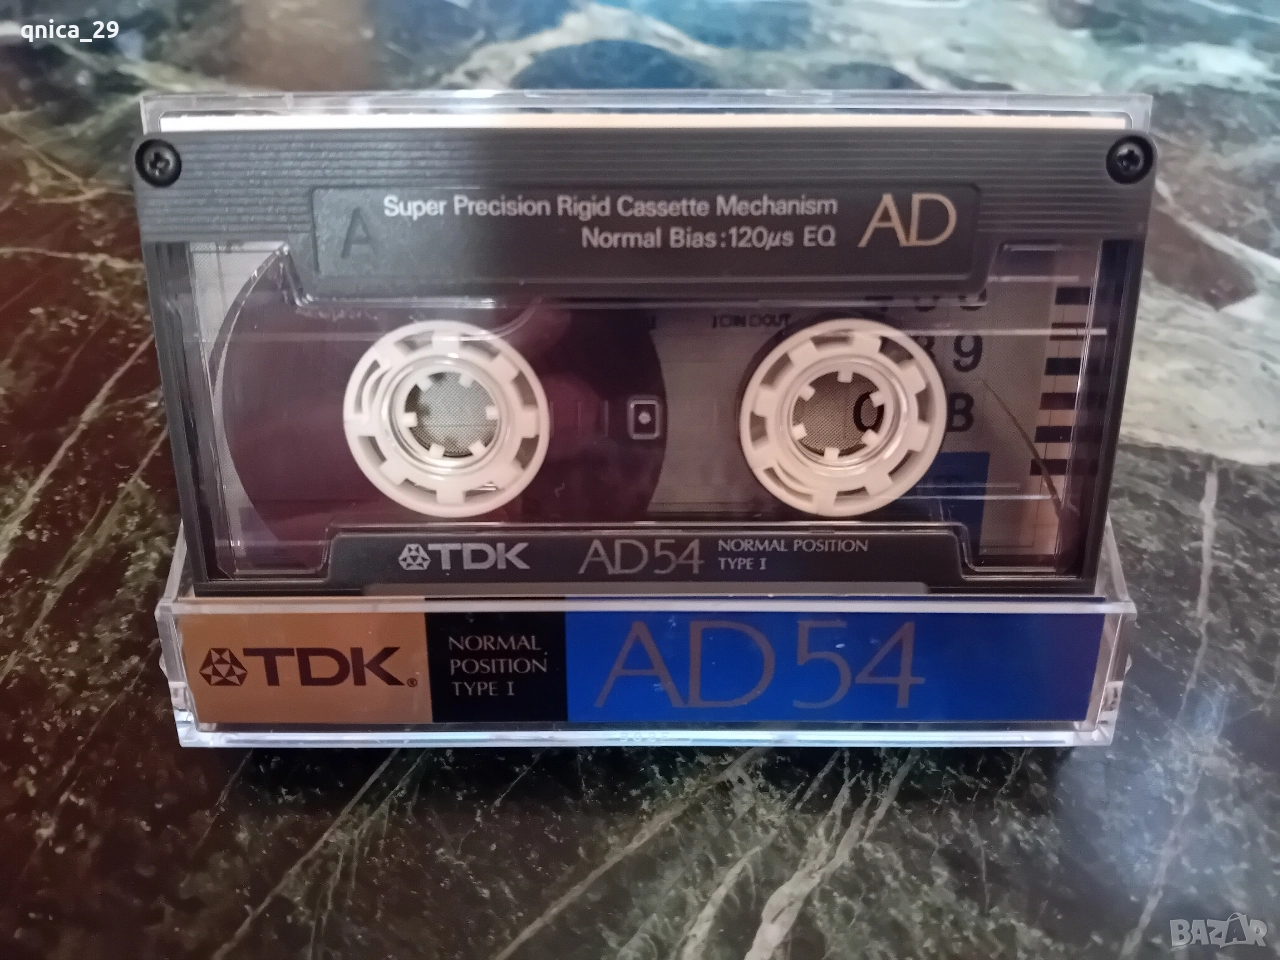 qnica_29
A
Super Precision Rigid Cassette Mechanism
Normal Bias:120µs EQ
AD
TDK
AD54
NORMAL POSITION
TYPE I
TDK®
NORMAL
POSITION
TYPE I
AD54
BAZAR